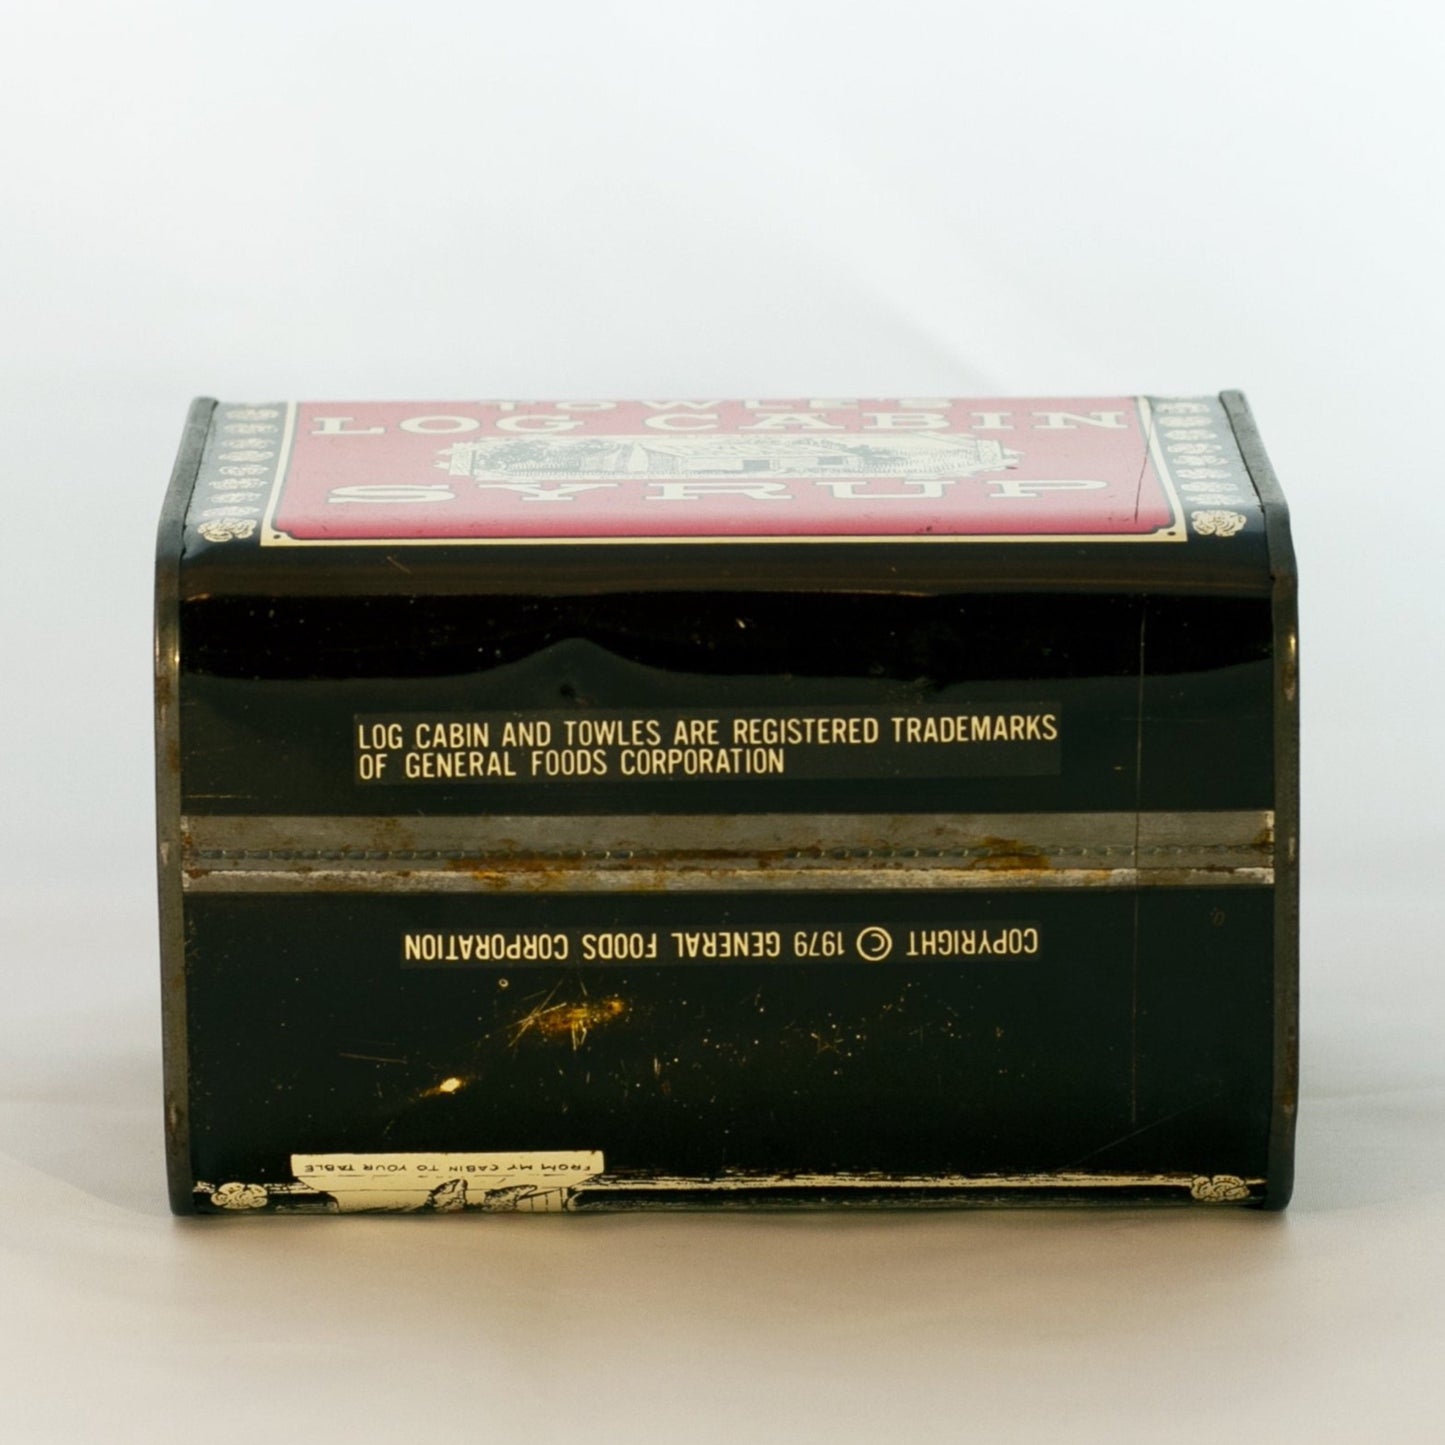 TOWLE'S
LOG CABIN
SYRUP
LOG CABIN AND TOWLES ARE REGISTERED TRADEMARKS
OF GENERAL FOODS CORPORATION
COPYRIGHT © 1979 GENERAL FOODS CORPORATION
FROM MY CABIN TO YOUR TABLE